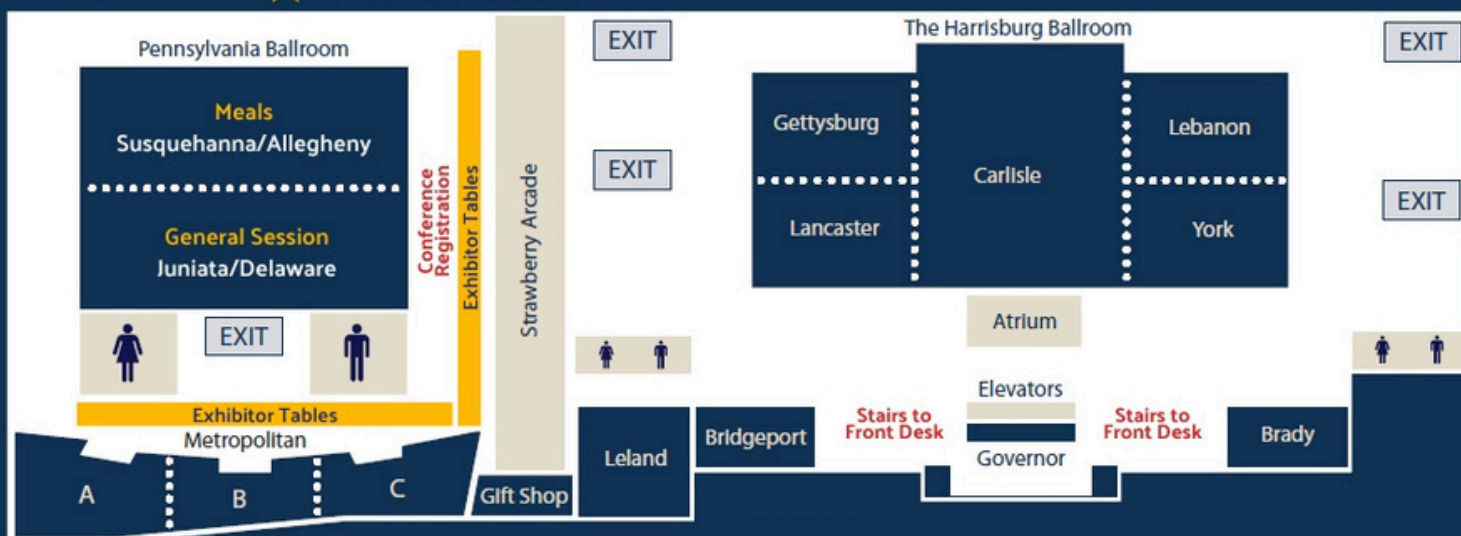 Pennsylvania Ballroom
Meals
Susquehanna/Allegheny
General Session
Juniata/Delaware
EXIT
Conference
Registration
Exhibitor Tables
Exhibitor Tables
Metropolitan
A
B
C
Strawberry Arcade
Gift Shop
EXIT
EXIT
The Harrisburg Ballroom
Gettysburg
Lancaster
Carlisle
Lebanon
York
EXIT
EXIT
Atrium
Elevators
Stairs to
Front Desk
Stairs to
Front Desk
Governor
Leland
Bridgeport
Brady